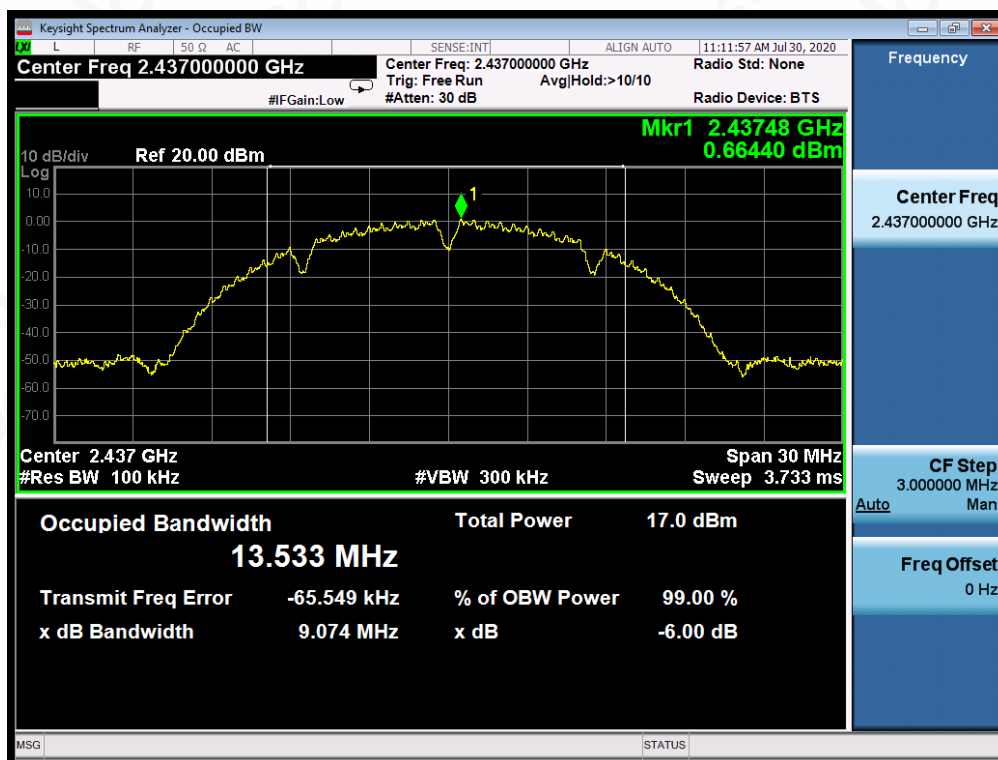 Keysight Spectrum Analyzer - Occupied BW
LXI L RF 50 Ω AC SENSE:INT ALIGN AUTO 11:11:57 AM Jul 30, 2020
Center Freq 2.437000000 GHz
Center Freq: 2.437000000 GHz
Radio Std: None
Trig: Free Run Avg|Hold:>10/10
#IFGain:Low
#Atten: 30 dB
Radio Device: BTS
Mkr1 2.43748 GHz
0.66440 dBm
10 dB/div Ref 20.00 dBm
Log
10.0
0.00
-10.0
-20.0
-30.0
-40.0
-50.0
-60.0
-70.0
1
Center 2.437 GHz Span 30 MHz
#Res BW 100 kHz #VBW 300 kHz Sweep 3.733 ms
Occupied Bandwidth Total Power 17.0 dBm
13.533 MHz
Transmit Freq Error -65.549 kHz % of OBW Power 99.00 %
x dB Bandwidth 9.074 MHz x dB -6.00 dB
MSG STATUS
Frequency
Center Freq
2.437000000 GHz
CF Step
3.000000 MHz
Auto Man
Freq Offset
0 Hz